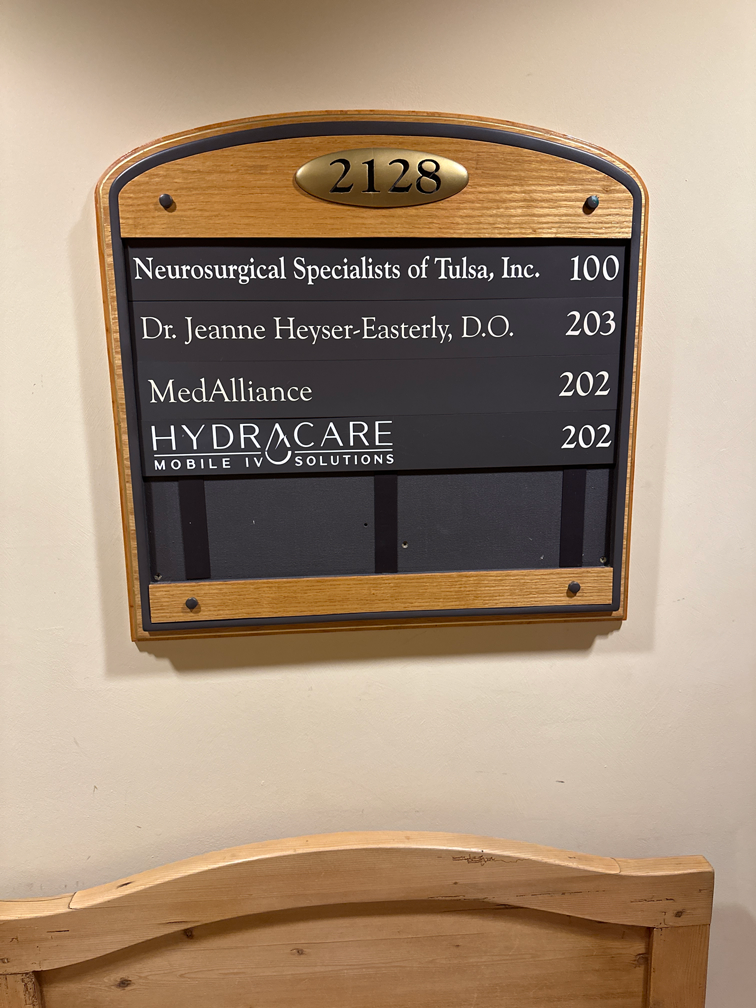 2128
Neurosurgical Specialists of Tulsa, Inc. 100
Dr. Jeanne Heyser-Easterly, D.O. 203
MedAlliance 202
HYDRACARE 202
MOBILE IV SOLUTIONS